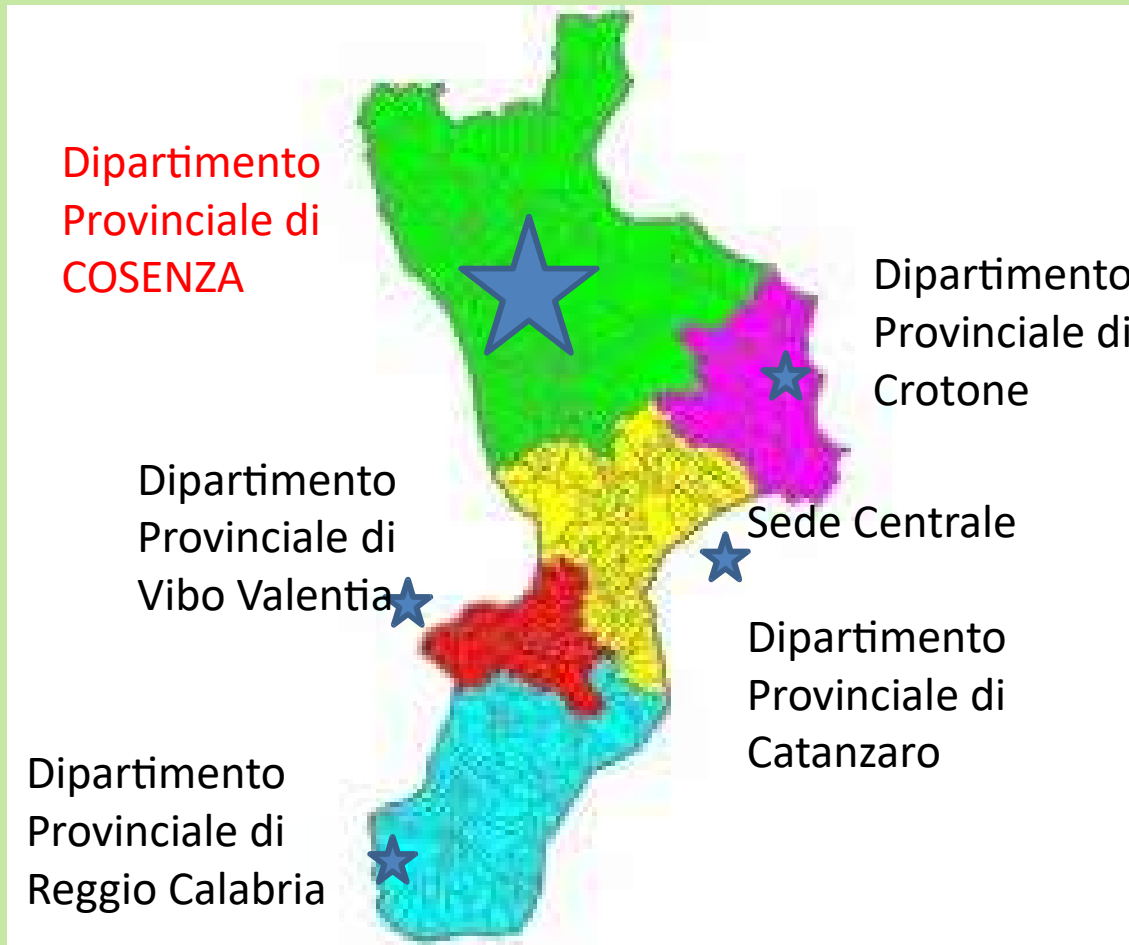 Dipartimento
Provinciale di
COSENZA
Dipartimento
Provinciale di
Crotone
Dipartimento
Provinciale di
Vibo Valentia
Sede Centrale
Dipartimento
Provinciale di
Catanzaro
Dipartimento
Provinciale di
Reggio Calabria